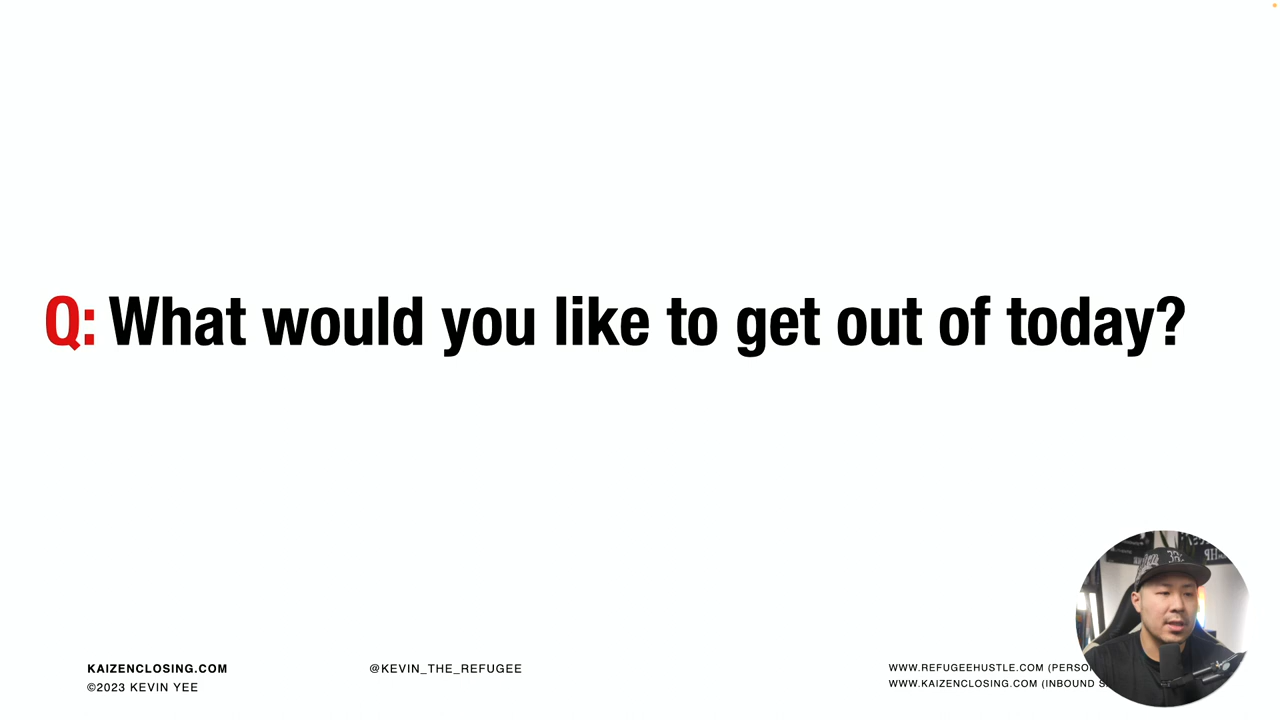 Q: What would you like to get out of today?
KAIZENCLOSING.COM
©2023 KEVIN YEE
@KEVIN_THE_REFUGEE
WWW.REFUGEEHUSTLE.COM
WWW.KAIZENCLOSING.COM (INBOUND